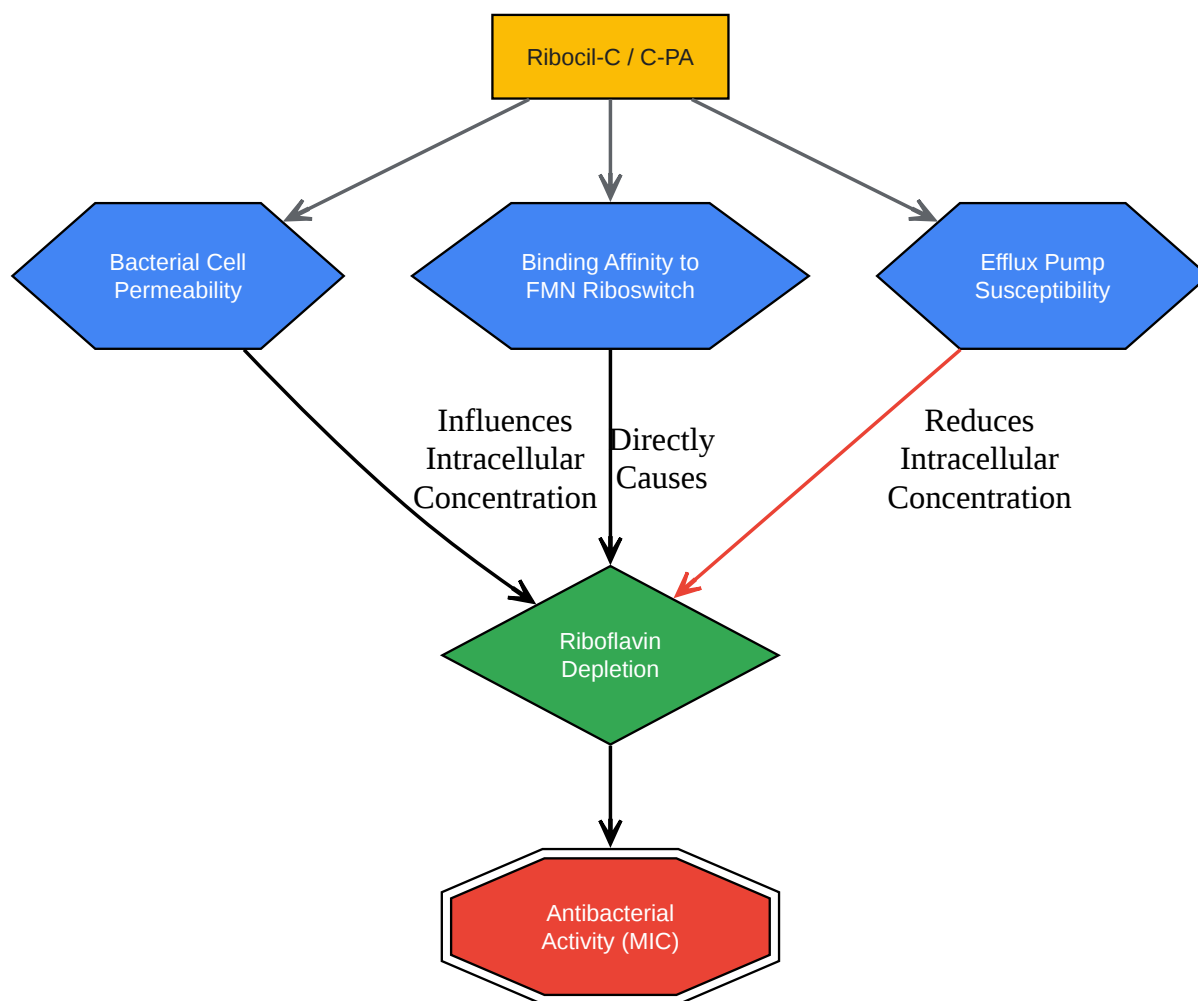 Ribocil-C / C-PA
Bacterial Cell
Permeability
Binding Affinity to
FMN Riboswitch
Efflux Pump
Susceptibility
Influences
Intracellular
Concentration
Directly
Causes
Reduces
Intracellular
Concentration
Riboflavin
Depletion
Antibacterial
Activity (MIC)